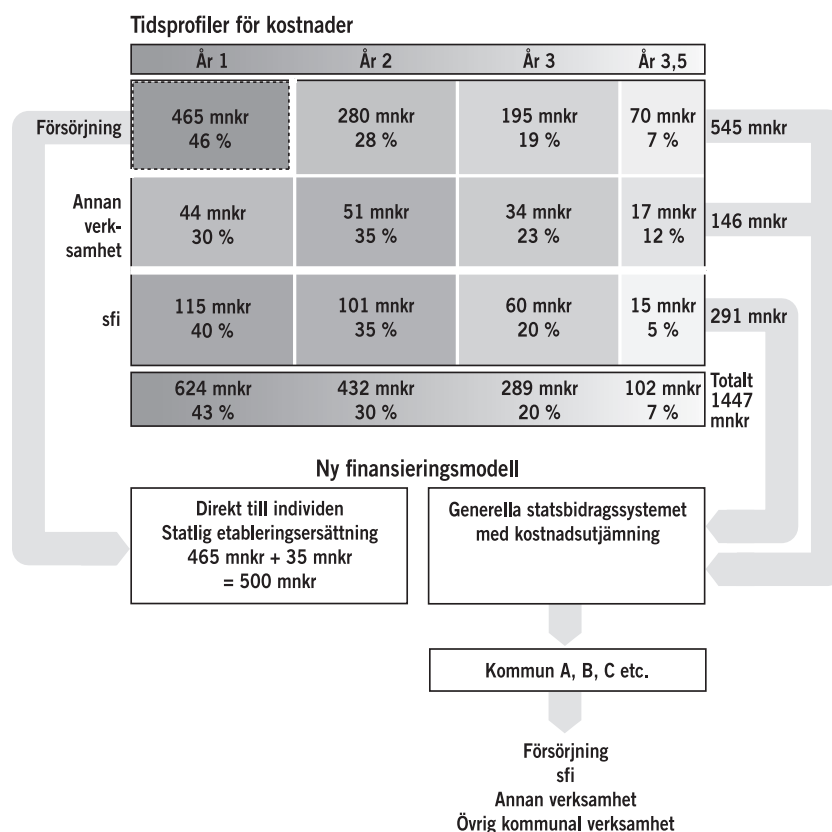 Tidsprofiler för kostnader
År 1 År 2 År 3 År 3,5
Försörjning
465 mnkr 280 mnkr 195 mnkr 70 mnkr
46 % 28 % 19 % 7 %
545 mnkr
Annan
verk-
samhet
44 mnkr 51 mnkr 34 mnkr 17 mnkr
30 % 35 % 23 % 12 %
146 mnkr
sfi
115 mnkr 101 mnkr 60 mnkr 15 mnkr
40 % 35 % 20 % 5 %
291 mnkr
624 mnkr 432 mnkr 289 mnkr 102 mnkr
43 % 30 % 20 % 7 %
Totalt
1447
mnkr
Ny finansieringsmodell
Direkt till individen
Statlig etableringsersättning
465 mnkr + 35 mnkr
= 500 mnkr
Generella statsbidragssystemet
med kostnadsutjämning
Kommun A, B, C etc.
Försörjning
sfi
Annan verksamhet
Övrig kommunal verksamhet